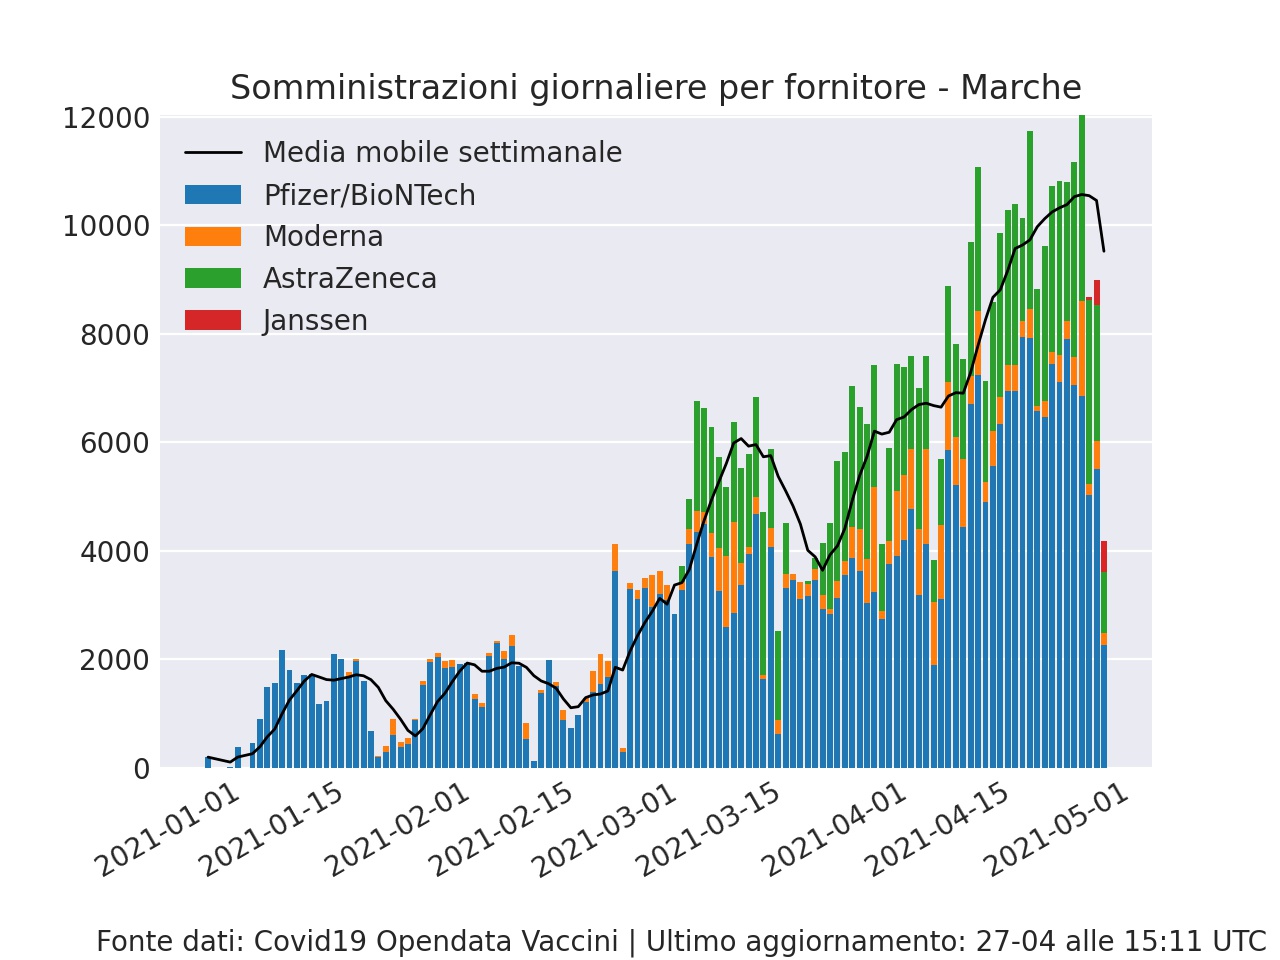 Somministrazioni giornaliere per fornitore - Marche
12000
10000
8000
6000
4000
2000
0
Media mobile settimanale
Pfizer/BioNTech
Moderna
AstraZeneca
Janssen
2021-01-01
2021-01-15
2021-02-01
2021-02-15
2021-03-01
2021-03-15
2021-04-01
2021-04-15
2021-05-01
Fonte dati: Covid19 Opendata Vaccini | Ultimo aggiornamento: 27-04 alle 15:11 UTC